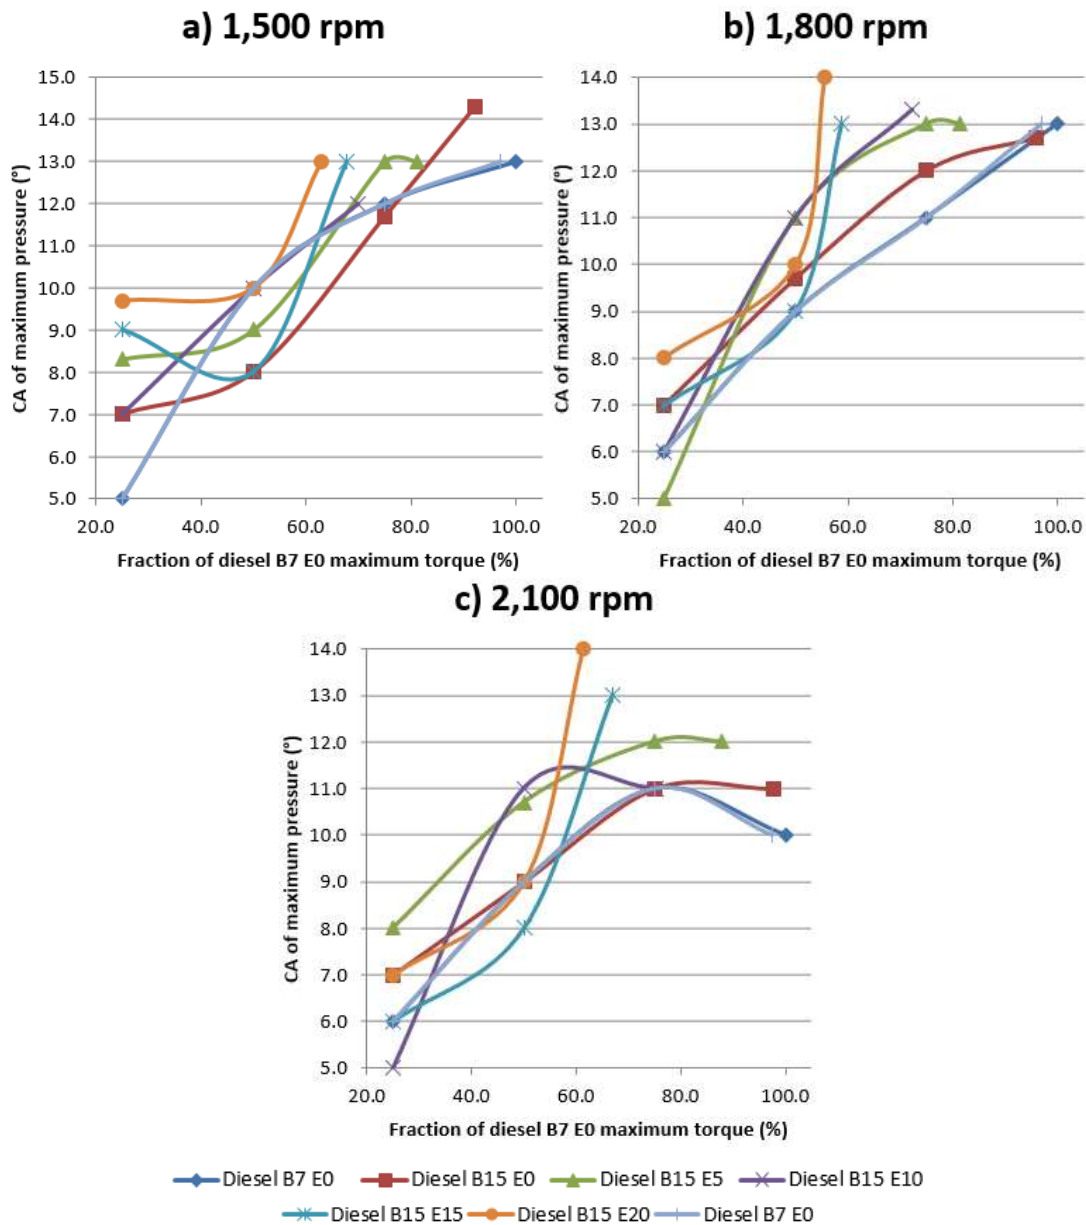 a) 1,500 rpm
15.0
14.0
13.0
12.0
11.0
10.0
9.0
8.0
7.0
6.0
5.0
CA of maximum pressure (°)
20.0 40.0 60.0 80.0 100.0
Fraction of diesel B7 E0 maximum torque (%)
b) 1,800 rpm
14.0
13.0
12.0
11.0
10.0
9.0
8.0
7.0
6.0
5.0
CA of maximum pressure (°)
20.0 40.0 60.0 80.0 100.0
Fraction of diesel B7 E0 maximum torque (%)
c) 2,100 rpm
14.0
13.0
12.0
11.0
10.0
9.0
8.0
7.0
6.0
5.0
CA of maximum pressure (°)
20.0 40.0 60.0 80.0 100.0
Fraction of diesel B7 E0 maximum torque (%)
Diesel B7 E0 Diesel B15 E0 Diesel B15 E5 Diesel B15 E10
Diesel B15 E15 Diesel B15 E20 Diesel B7 E0